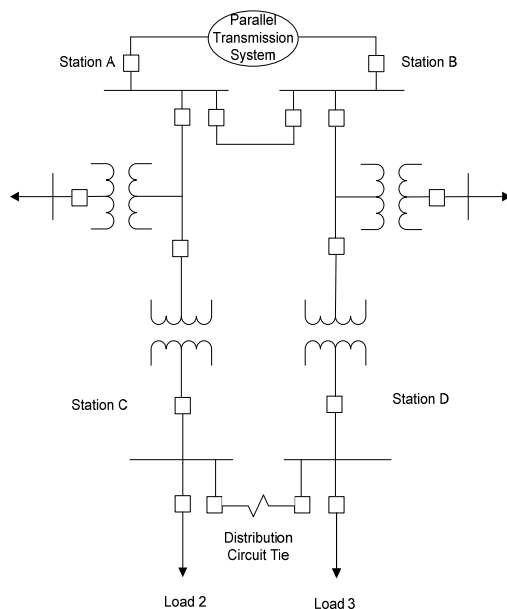 Parallel
Transmission
System
Station A
Station B
Station C
Station D
Distribution
Circuit Tie
Load 2
Load 3